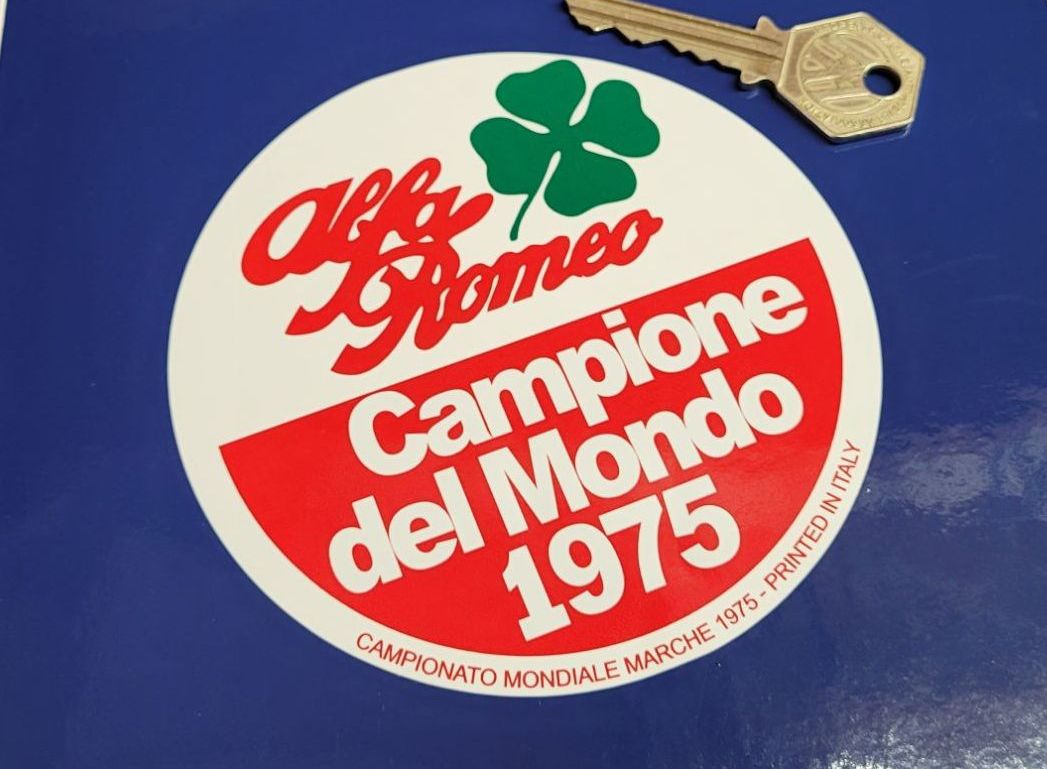 Alfa
Romeo
Campione
del Mondo
1975
CAMPIONATO MONDIALE MARCHE 1975 - PRINTED IN ITALY